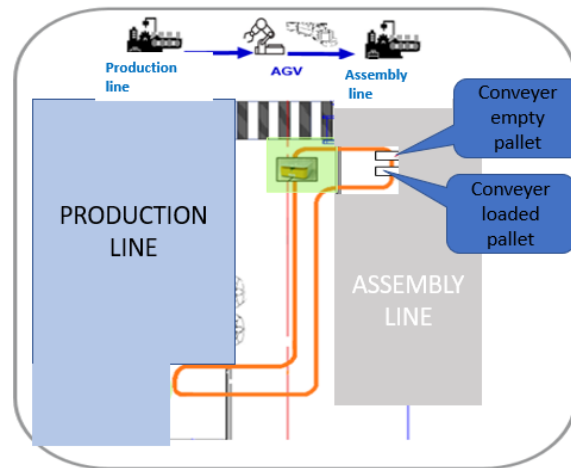 Production
line
AGV
Assembly
line
Conveyer
empty
pallet
Conveyer
loaded
pallet
PRODUCTION
LINE
ASSEMBLY
LINE